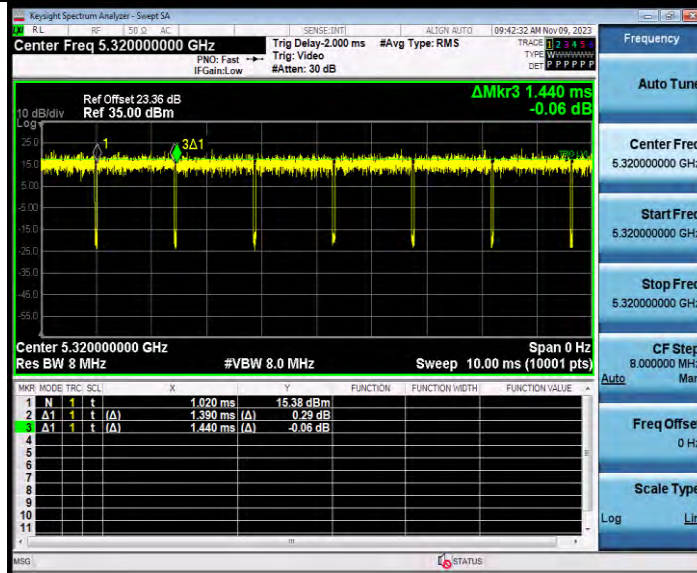 Keysight Spectrum Analyzer - Swept SA
RL RF 50 Ω AC SENSE:INT ALIGN AUTO 09:42:32 AM Nov 09, 2023
Center Freq 5.320000000 GHz
PNO: Fast
IFGain:Low
Trig Delay-2.000 ms
Trig: Video
#Atten: 30 dB
#Avg Type: RMS
TRACE 1 2 3 4 5 6
TYPE WWWWWW
DET P P P P P P
ΔMkr3 1.440 ms
-0.06 dB
Ref Offset 23.36 dB
10 dB/div Ref 35.00 dBm
Log
25.0
15.0
5.00
-5.00
-15.0
-25.0
-35.0
-45.0
-55.0
1
3Δ1
Center 5.320000000 GHz Span 0 Hz
Res BW 8 MHz #VBW 8.0 MHz Sweep 10.00 ms (10001 pts)
MKR MODE TRC SCL X Y FUNCTION FUNCTION WIDTH FUNCTION VALUE
1 N 1 t 1.020 ms 15.38 dBm
2 Δ1 1 t (Δ) 1.390 ms (Δ) 0.29 dB
3 Δ1 1 t (Δ) 1.440 ms (Δ) -0.06 dB
4
5
6
7
8
9
10
11
MSG STATUS
Frequency
Auto Tune
Center Freq
5.320000000 GHz
Start Freq
5.320000000 GHz
Stop Freq
5.320000000 GHz
CF Step
8.000000 MHz
Auto Man
Freq Offset
0 Hz
Scale Type
Log Lin